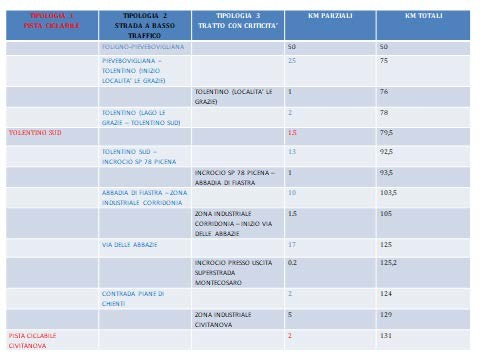 TIPOLOGIA 1
PISTA CICLABILE
TIPOLOGIA 2
STRADA A BASSO
TRAFFICO
TIPOLOGIA 3
TRATTO CON CRITICITA'
KM PARZIALI
KM TOTALI
FOLIGNO-PIEVEBOVIGLIANA
50
50
PIEVEBOVIGLIANA –
TOLENTINO (INIZIO
LOCALITA' LE GRAZIE)
25
75
TOLENTINO (LOCALITA' LE
GRAZIE)
1
76
TOLENTINO (LAGO LE
GRAZIE – TOLENTINO SUD)
2
78
TOLENTINO SUD
1.5
79,5
TOLENTINO SUD –
INCROCIO SP 78 PICENA
13
92,5
INCROCIO SP 78 PICENA –
ABBADIA DI FIASTRA
1
93,5
ABBADIA DI FIASTRA – ZONA
INDUSTRIALE CORRIDONIA
10
103,5
ZONA INDUSTRIALE
CORRIDONIA – INIZIO VIA
DELLE ABBAZIE
1.5
105
VIA DELLE ABBAZIE
17
125
INCROCIO PRESSO USCITA
SUPERSTRADA
MONTECOSARO
0.2
125,2
CONTRADA PIANE DI
CHIENTI
2
124
ZONA INDUSTRIALE
CIVITANOVA
5
129
PISTA CICLABILE
CIVITANOVA
2
131